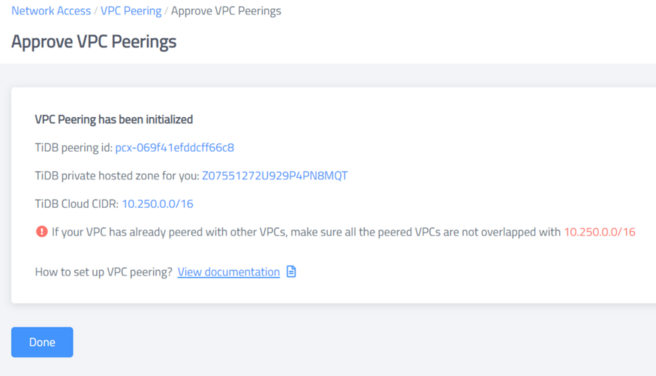 Network Access / VPC Peering / Approve VPC Peerings
Approve VPC Peerings
VPC Peering has been initialized
TiDB peering id: pcx-069f41efddcff66c8
TiDB private hosted zone for you: Z07551272U929P4PN8MQT
TiDB Cloud CIDR: 10.250.0.0/16
If your VPC has already peered with other VPCs, make sure all the peered VPCs are not overlapped with 10.250.0.0/16
How to set up VPC peering? View documentation
Done